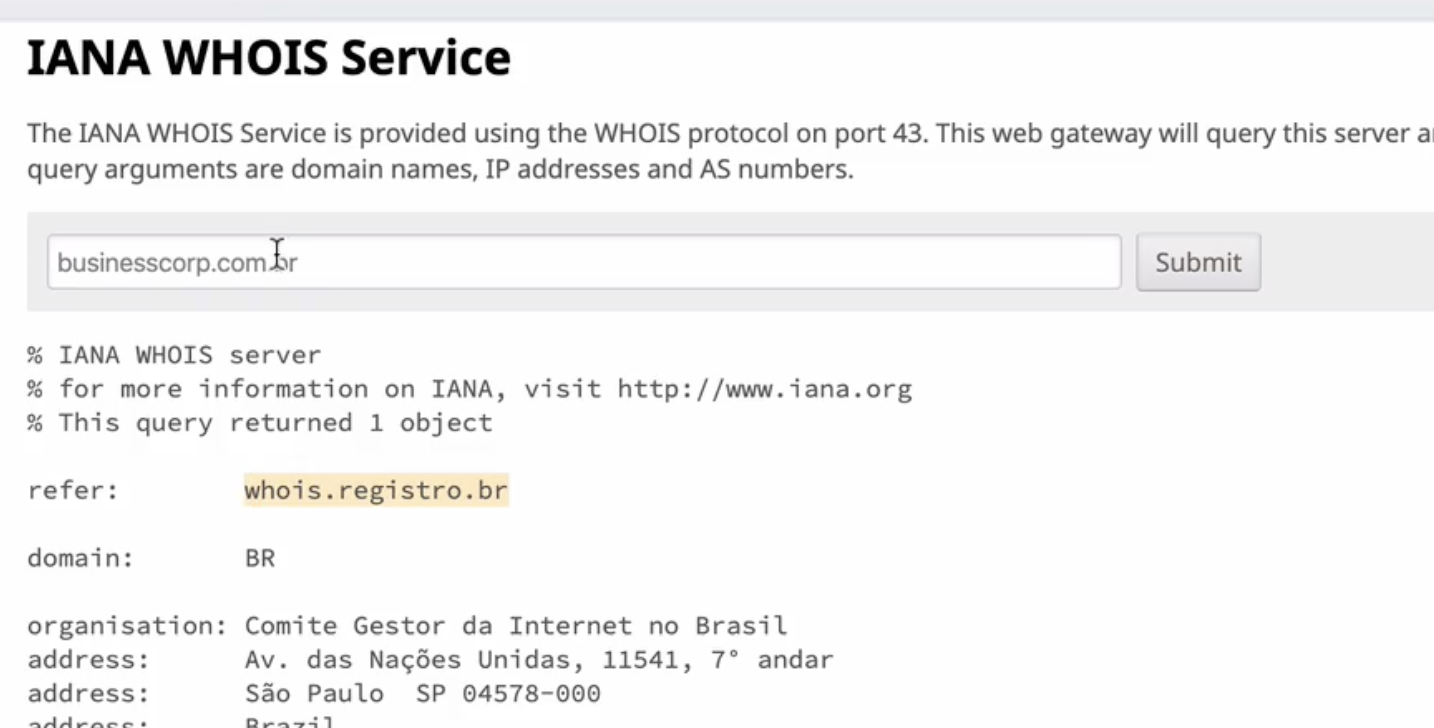 IANA WHOIS Service
The IANA WHOIS Service is provided using the WHOIS protocol on port 43. This web gateway will query this server
query arguments are domain names, IP addresses and AS numbers.
businesscorp.com.br
Submit
% IANA WHOIS server
% for more information on IANA, visit http://www.iana.org
% This query returned 1 object
refer: whois.registro.br
domain: BR
organisation: Comite Gestor da Internet no Brasil
address: Av. das Nações Unidas, 11541, 7° andar
address: São Paulo  SP 04578-000
address: Brazil